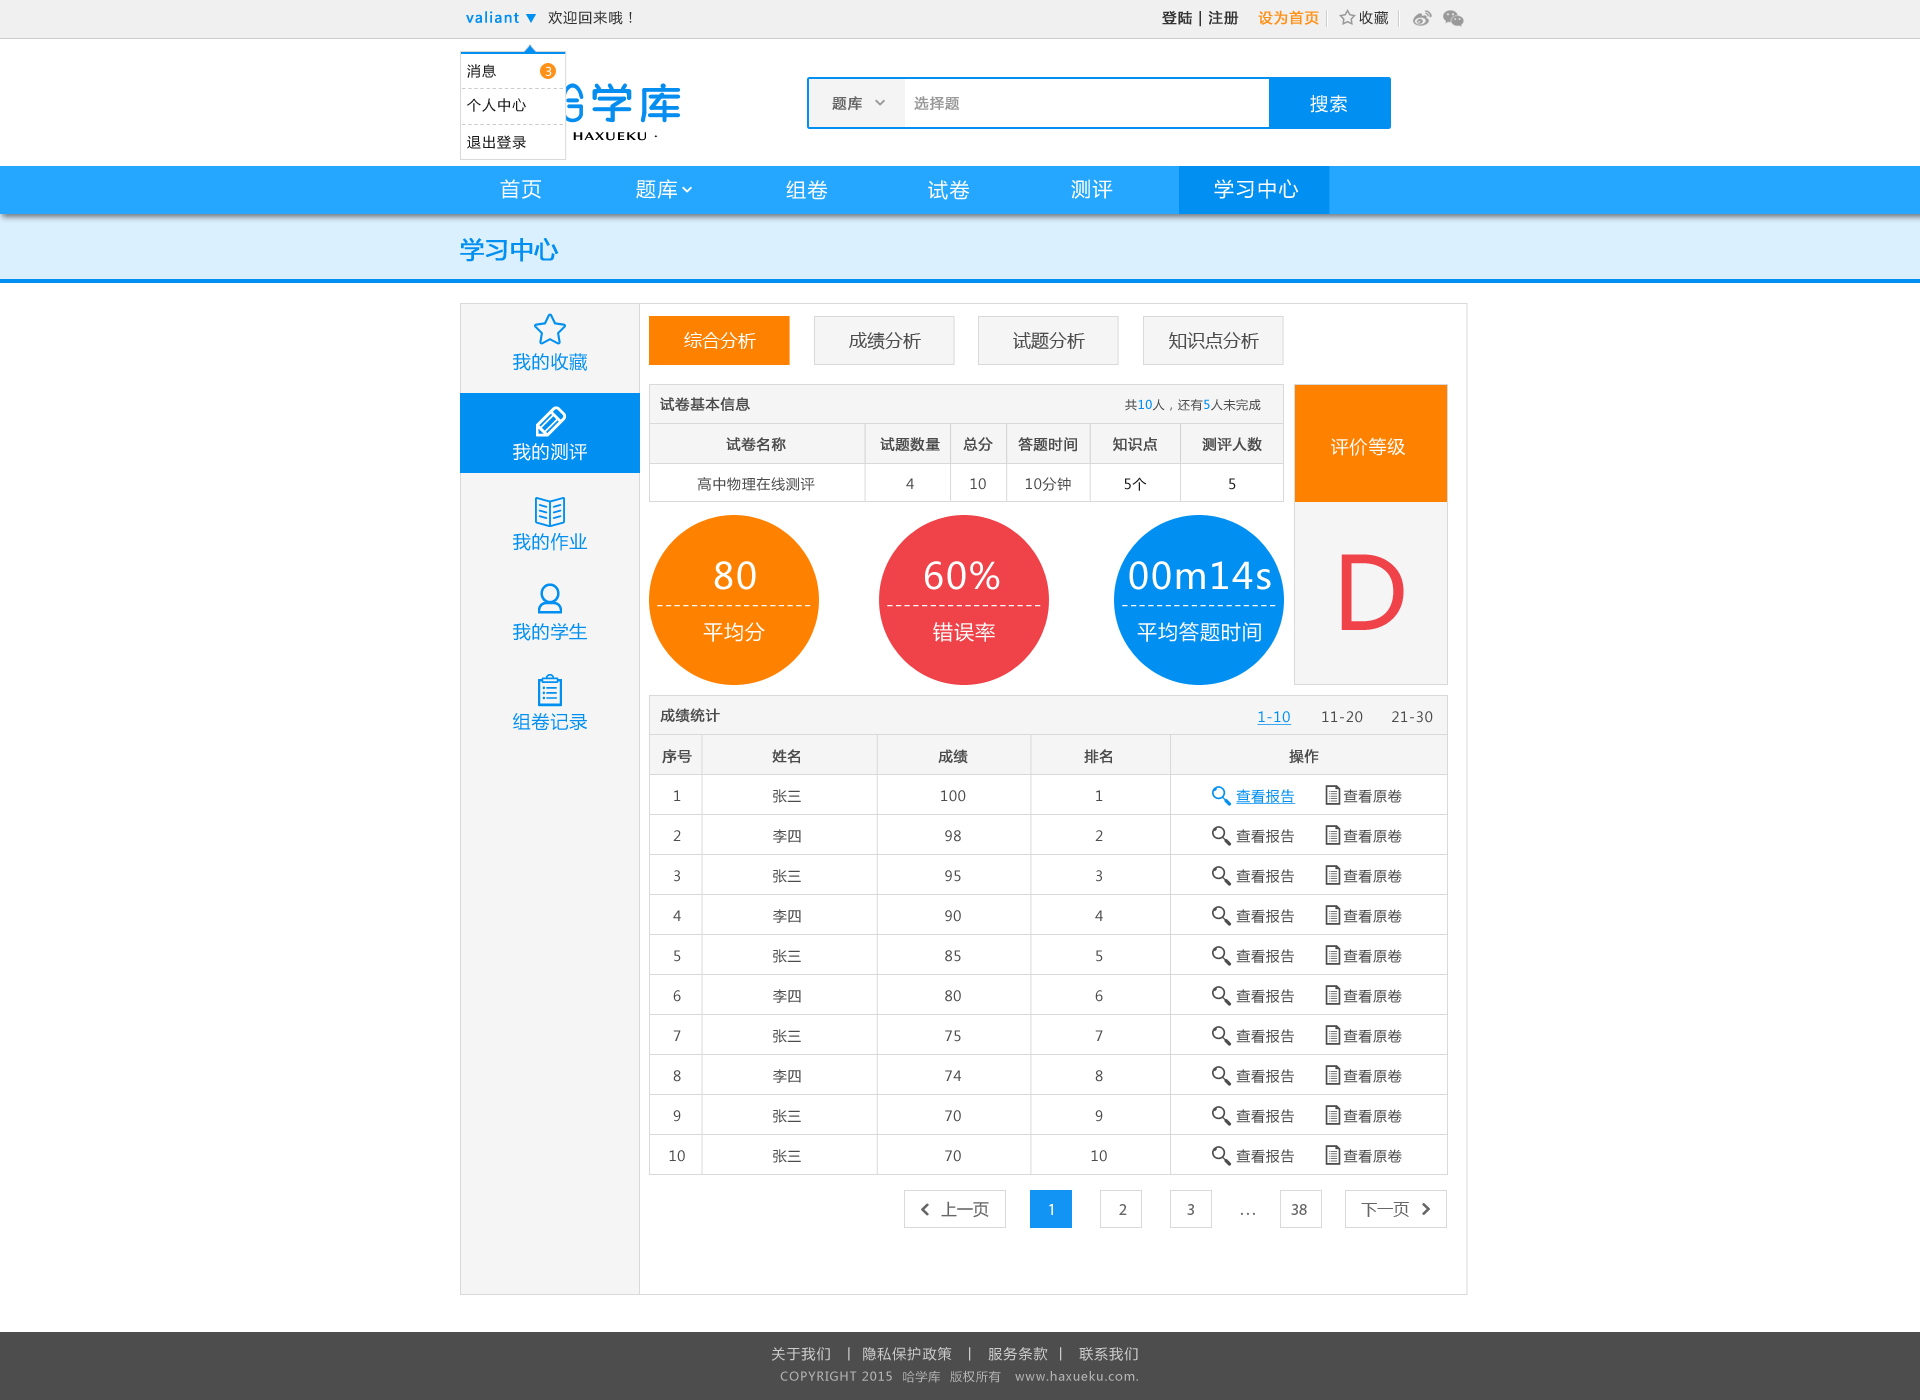 valiant ▼ 欢迎回来哦！ 登陆 | 注册 设为首页 收藏
消息 3
个人中心
退出登录
哈学库
HAXUEKU ·
题库 选择题 搜索
首页 题库 组卷 试卷 测评 学习中心
学习中心
我的收藏
我的测评
我的作业
我的学生
组卷记录
综合分析 成绩分析 试题分析 知识点分析
试卷基本信息 共10人，还有5人未完成
试卷名称 试题数量 总分 答题时间 知识点 测评人数
高中物理在线测评 4 10 10分钟 5个 5
评价等级
D
80 60% 00m14s
平均分 错误率 平均答题时间
成绩统计 1-10 11-20 21-30
序号 姓名 成绩 排名 操作
1 张三 100 1 查看报告 查看原卷
2 李四 98 2 查看报告 查看原卷
3 张三 95 3 查看报告 查看原卷
4 李四 90 4 查看报告 查看原卷
5 张三 85 5 查看报告 查看原卷
6 李四 80 6 查看报告 查看原卷
7 张三 75 7 查看报告 查看原卷
8 李四 74 8 查看报告 查看原卷
9 张三 70 9 查看报告 查看原卷
10 张三 70 10 查看报告 查看原卷
上一页 1 2 3 ... 38 下一页
关于我们 | 隐私保护政策 | 服务条款 | 联系我们
COPYRIGHT 2015 哈学库 版权所有 www.haxueku.com.